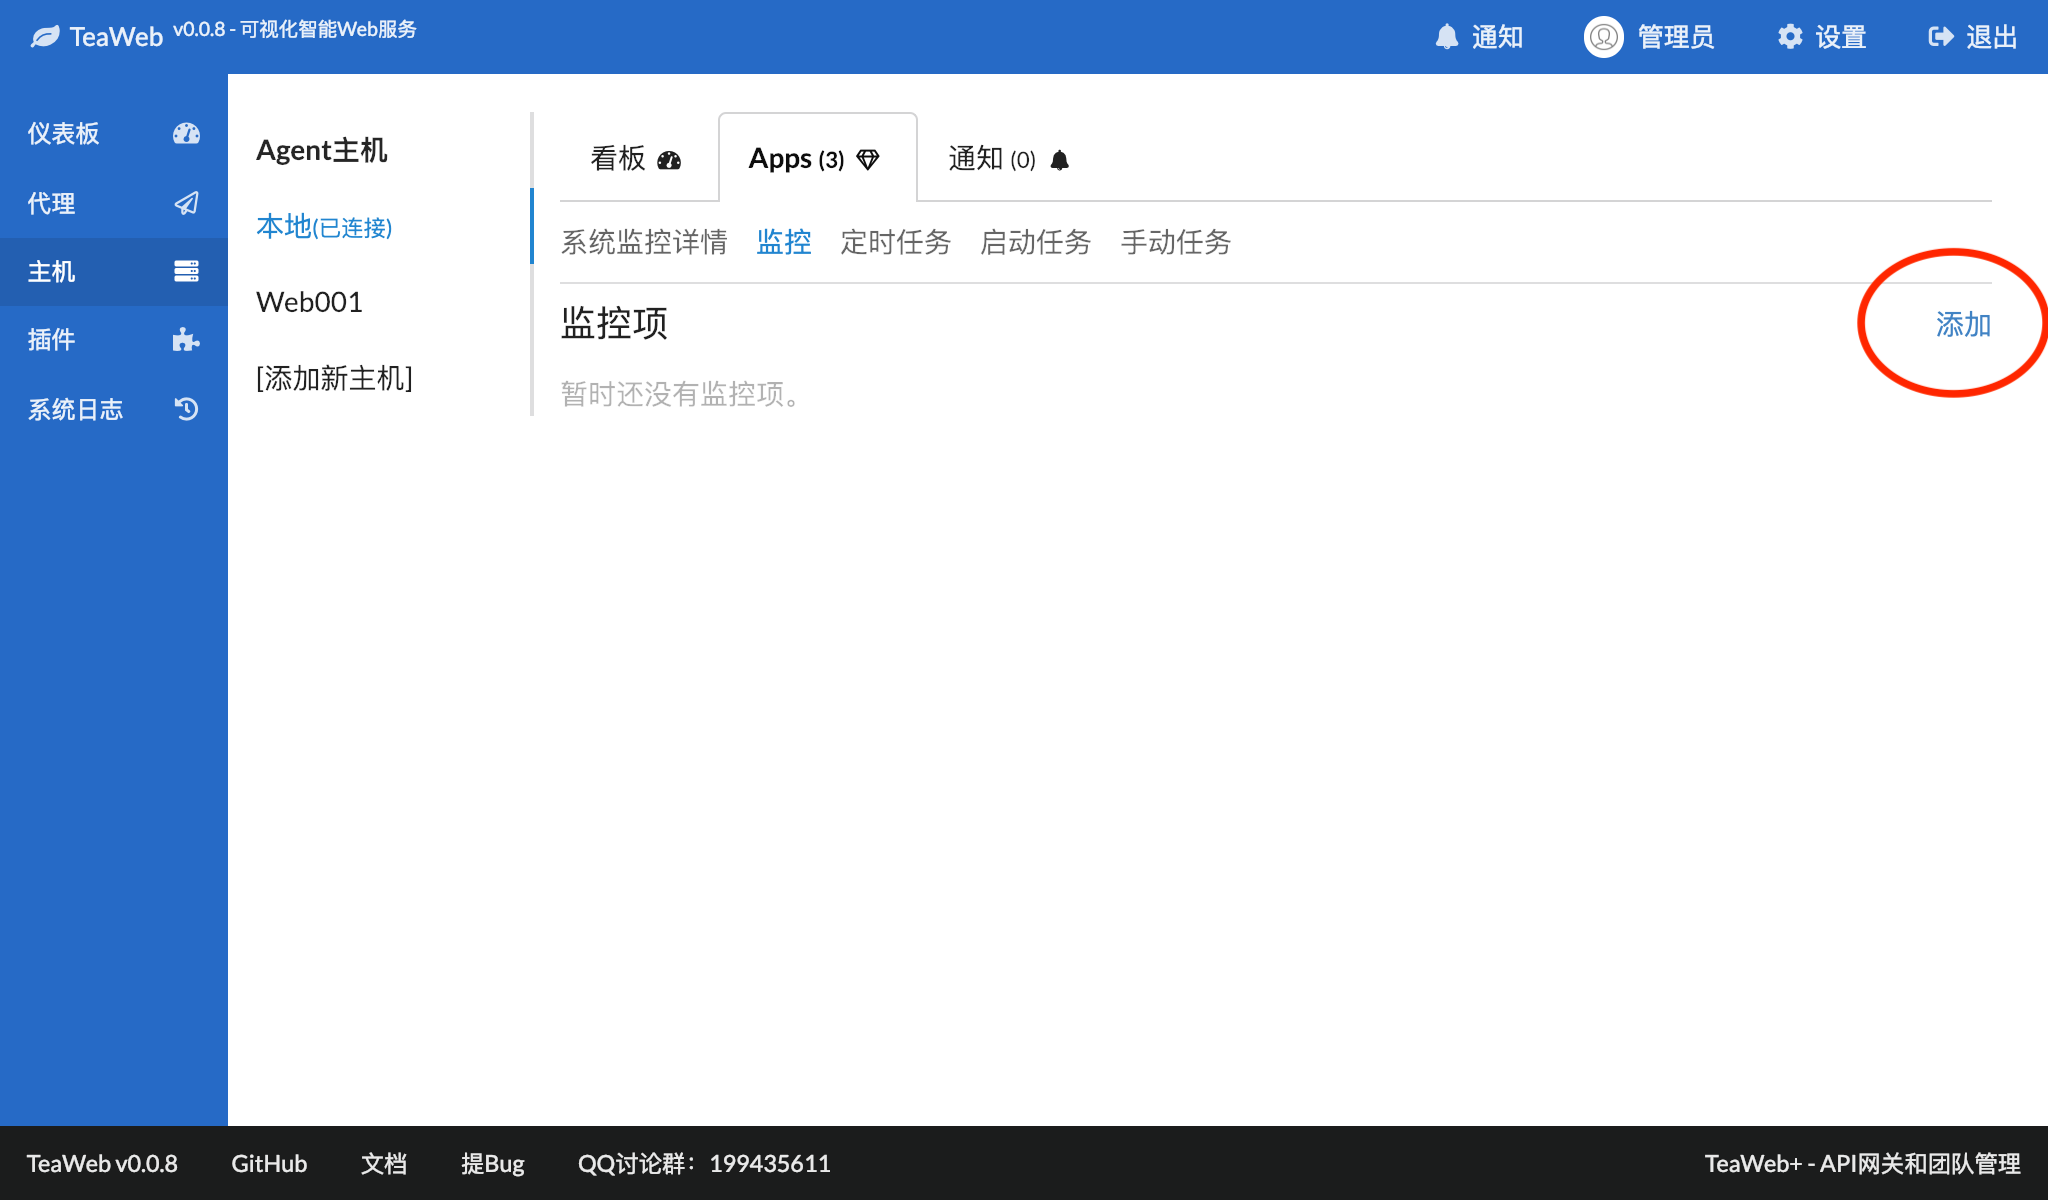 TeaWeb v0.0.8 - 可视化智能Web服务
通知 管理员 设置 退出
仪表板
代理
主机
插件
系统日志
Agent主机
本地(已连接)
Web001
[添加新主机]
看板 Apps (3) 通知 (0)
系统监控详情 监控 定时任务 启动任务 手动任务
监控项 添加
暂时还没有监控项。
TeaWeb v0.0.8 GitHub 文档 提Bug QQ讨论群：199435611 TeaWeb+ - API网关和团队管理